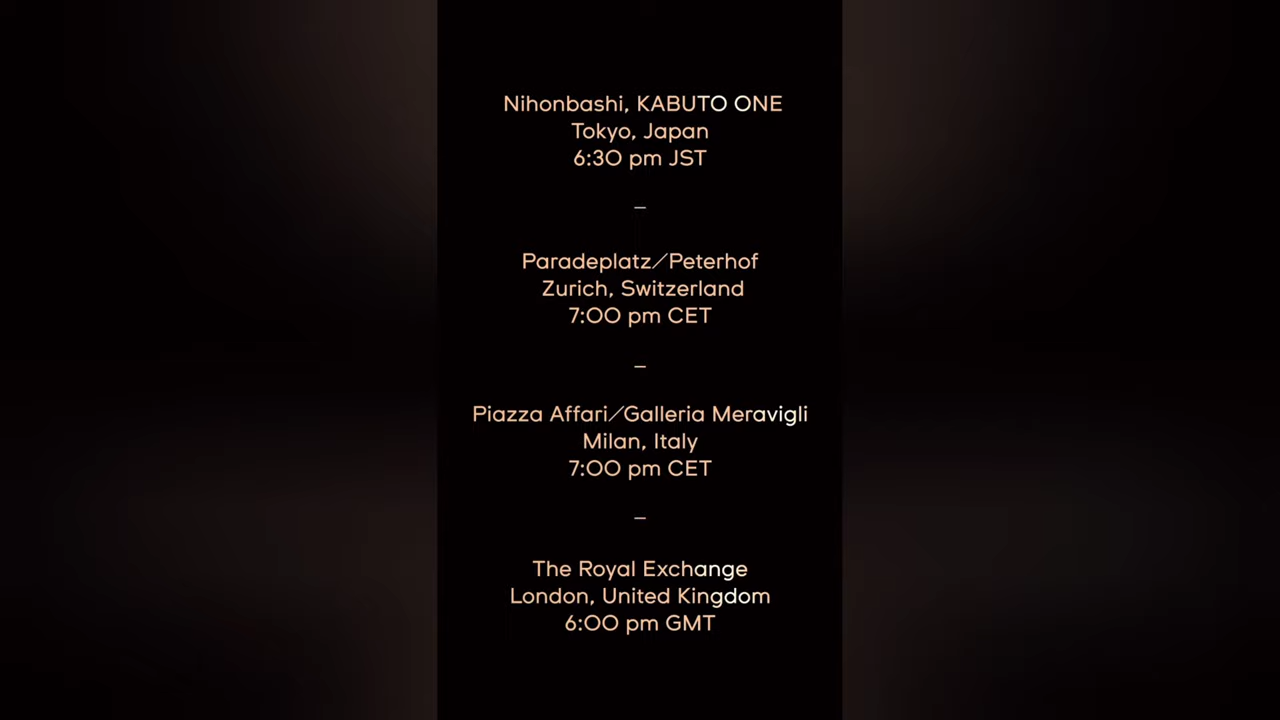 Nihonbashi, KABUTO ONE
Tokyo, Japan
6:30 pm JST
–
Paradeplatz/Peterhof
Zurich, Switzerland
7:00 pm CET
–
Piazza Affari/Galleria Meravigli
Milan, Italy
7:00 pm CET
–
The Royal Exchange
London, United Kingdom
6:00 pm GMT